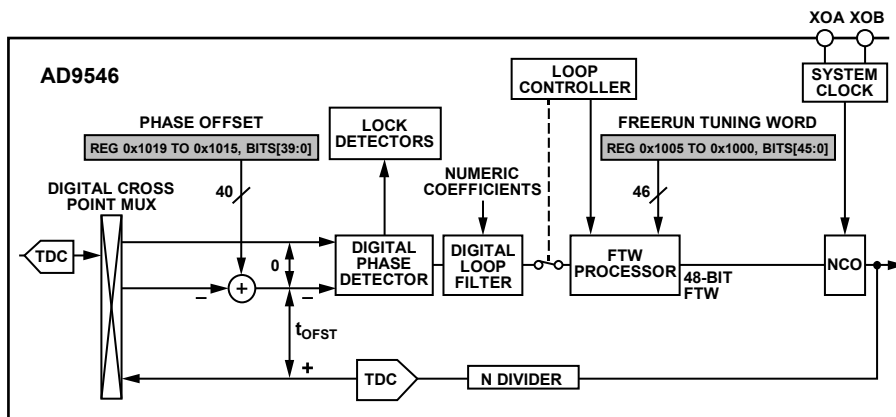 XOA XOB
AD9546
LOOP
CONTROLLER
SYSTEM
CLOCK
PHASE OFFSET
REG 0x1019 TO 0x1015, BITS[39:0]
LOCK
DETECTORS
FREERUN TUNING WORD
REG 0x1005 TO 0x1000, BITS[45:0]
NUMERIC
COEFFICIENTS
DIGITAL CROSS
POINT MUX
40
46
TDC
0
DIGITAL
PHASE
DETECTOR
DIGITAL
LOOP
FILTER
FTW
PROCESSOR
48-BIT
FTW
NCO
–
+
–
tOFST
+
TDC
N DIVIDER